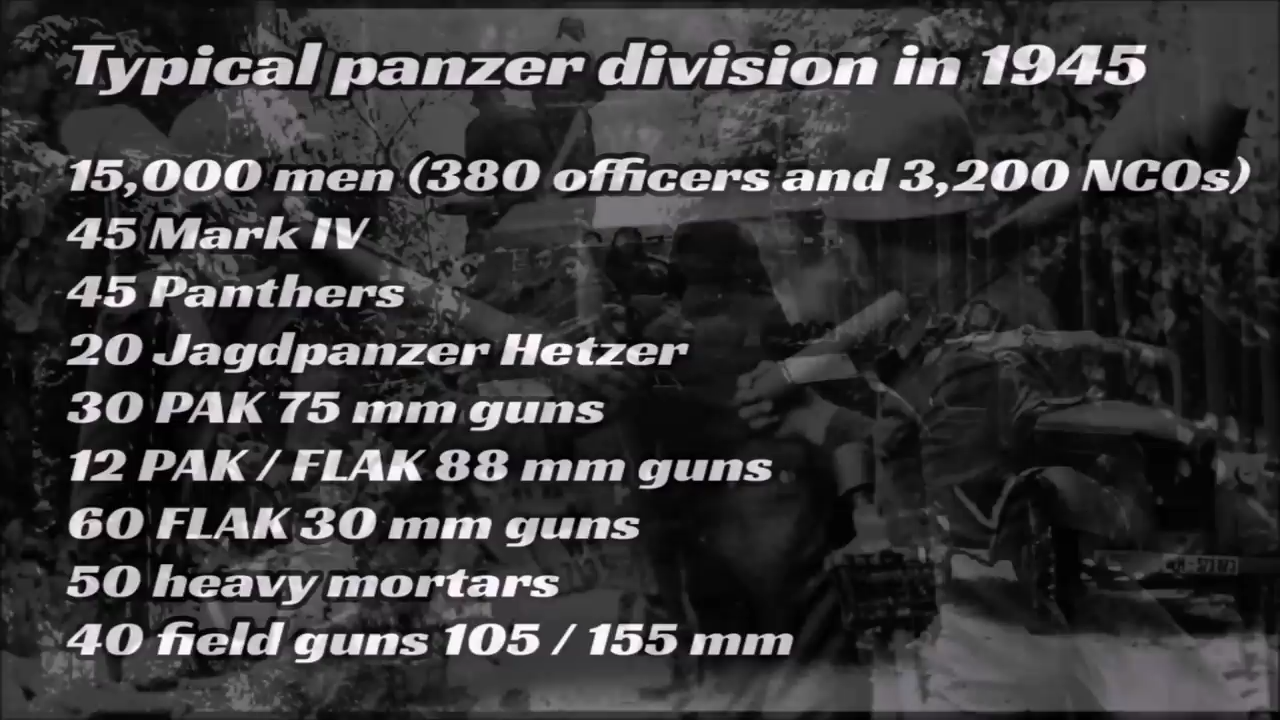 Typical panzer division in 1945
15,000 men (380 officers and 3,200 NCOs)
45 Mark IV
45 Panthers
20 Jagdpanzer Hetzer
30 PAK 75 mm guns
12 PAK / FLAK 88 mm guns
60 FLAK 30 mm guns
50 heavy mortars
40 field guns 105 / 155 mm